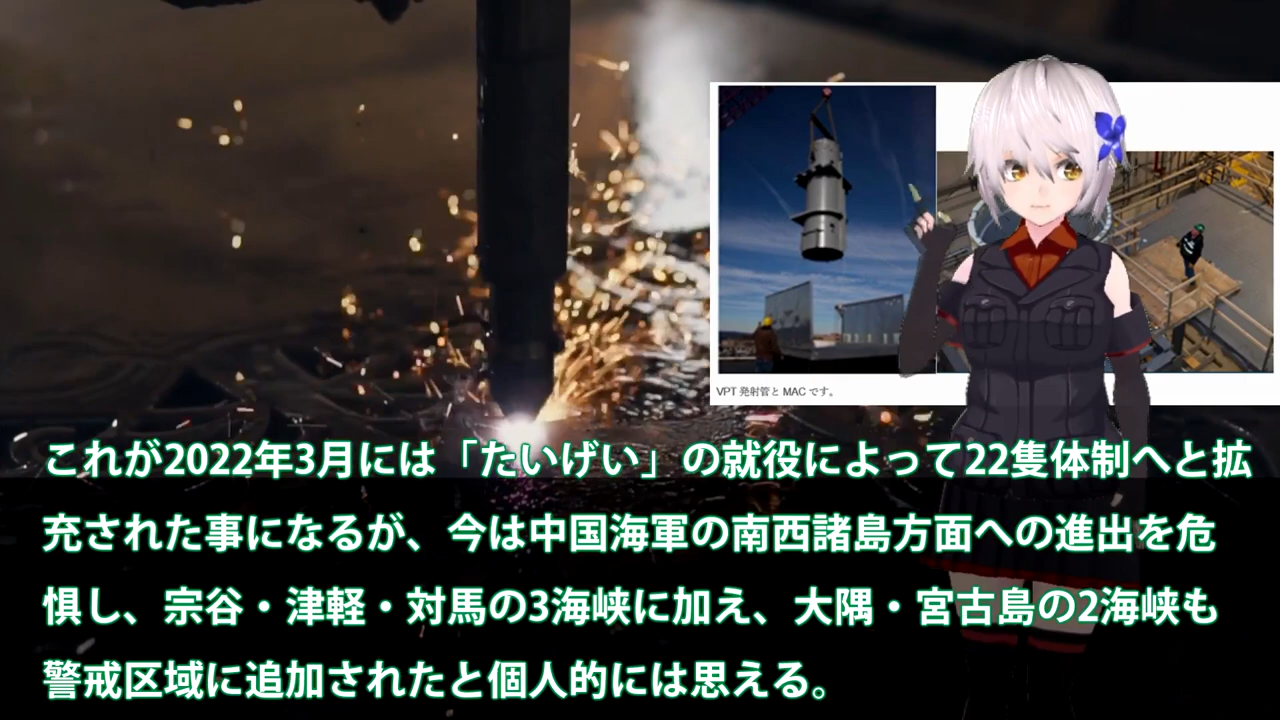 VPT 発射管と MAC です。
これが2022年3月には「たいげい」の就役によって22隻体制へと拡
充された事になるが、今は中国海軍の南西諸島方面への進出を危
惧し、宗谷・津軽・対馬の3海峡に加え、大隅・宮古島の2海峡も
警戒区域に追加されたと個人的には思える。